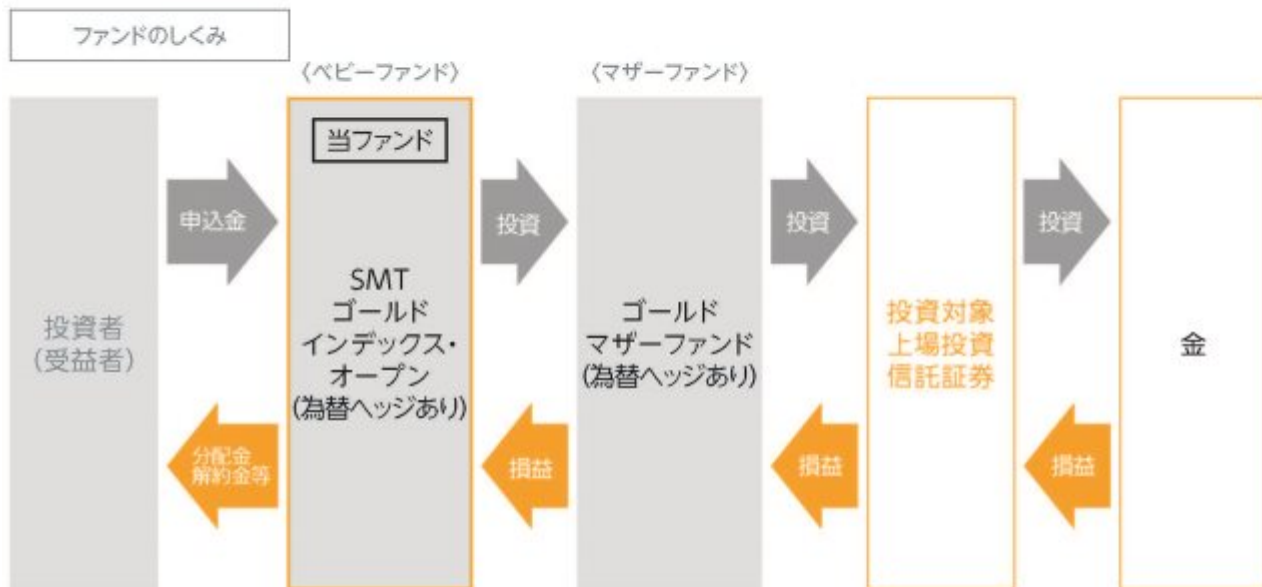 ファンドのしくみ
〈ベビーファンド〉
〈マザーファンド〉
投資者
(受益者)
申込金
分配金
解約金等
当ファンド
SMT
ゴールド
インデックス・
オープン
(為替ヘッジあり)
投資
損益
ゴールド
マザーファンド
(為替ヘッジあり)
投資
損益
投資対象
上場投資
信託証券
投資
損益
金